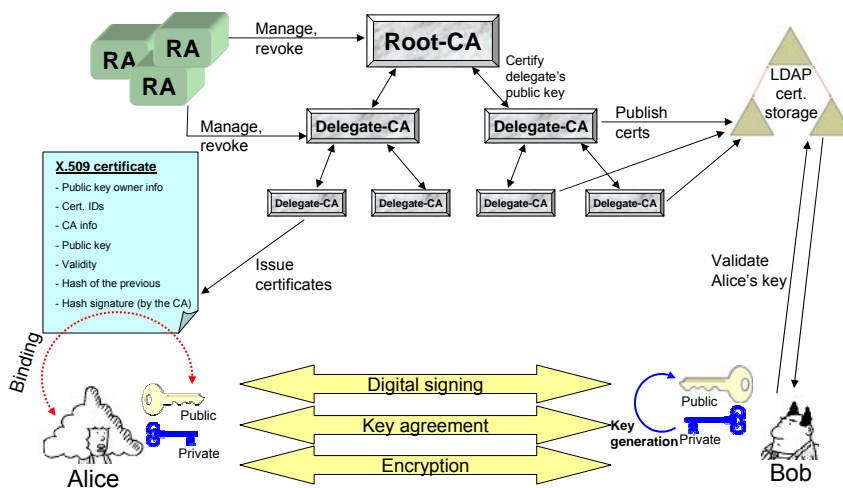 RA
RA
RA
Manage,
revoke
Root-CA
Certify
delegate's
public key
LDAP
cert.
storage
Manage,
revoke
Delegate-CA
Delegate-CA
Publish
certs
X.509 certificate
- Public key owner info
- Cert. IDs
- CA info
- Public key
- Validity
- Hash of the previous
- Hash signature (by the CA)
Delegate-CA
Delegate-CA
Delegate-CA
Delegate-CA
Issue
certificates
Validate
Alice's key
Binding
Public
Private
Alice
Digital signing
Key agreement
Encryption
Key
generation
Public
Private
Bob